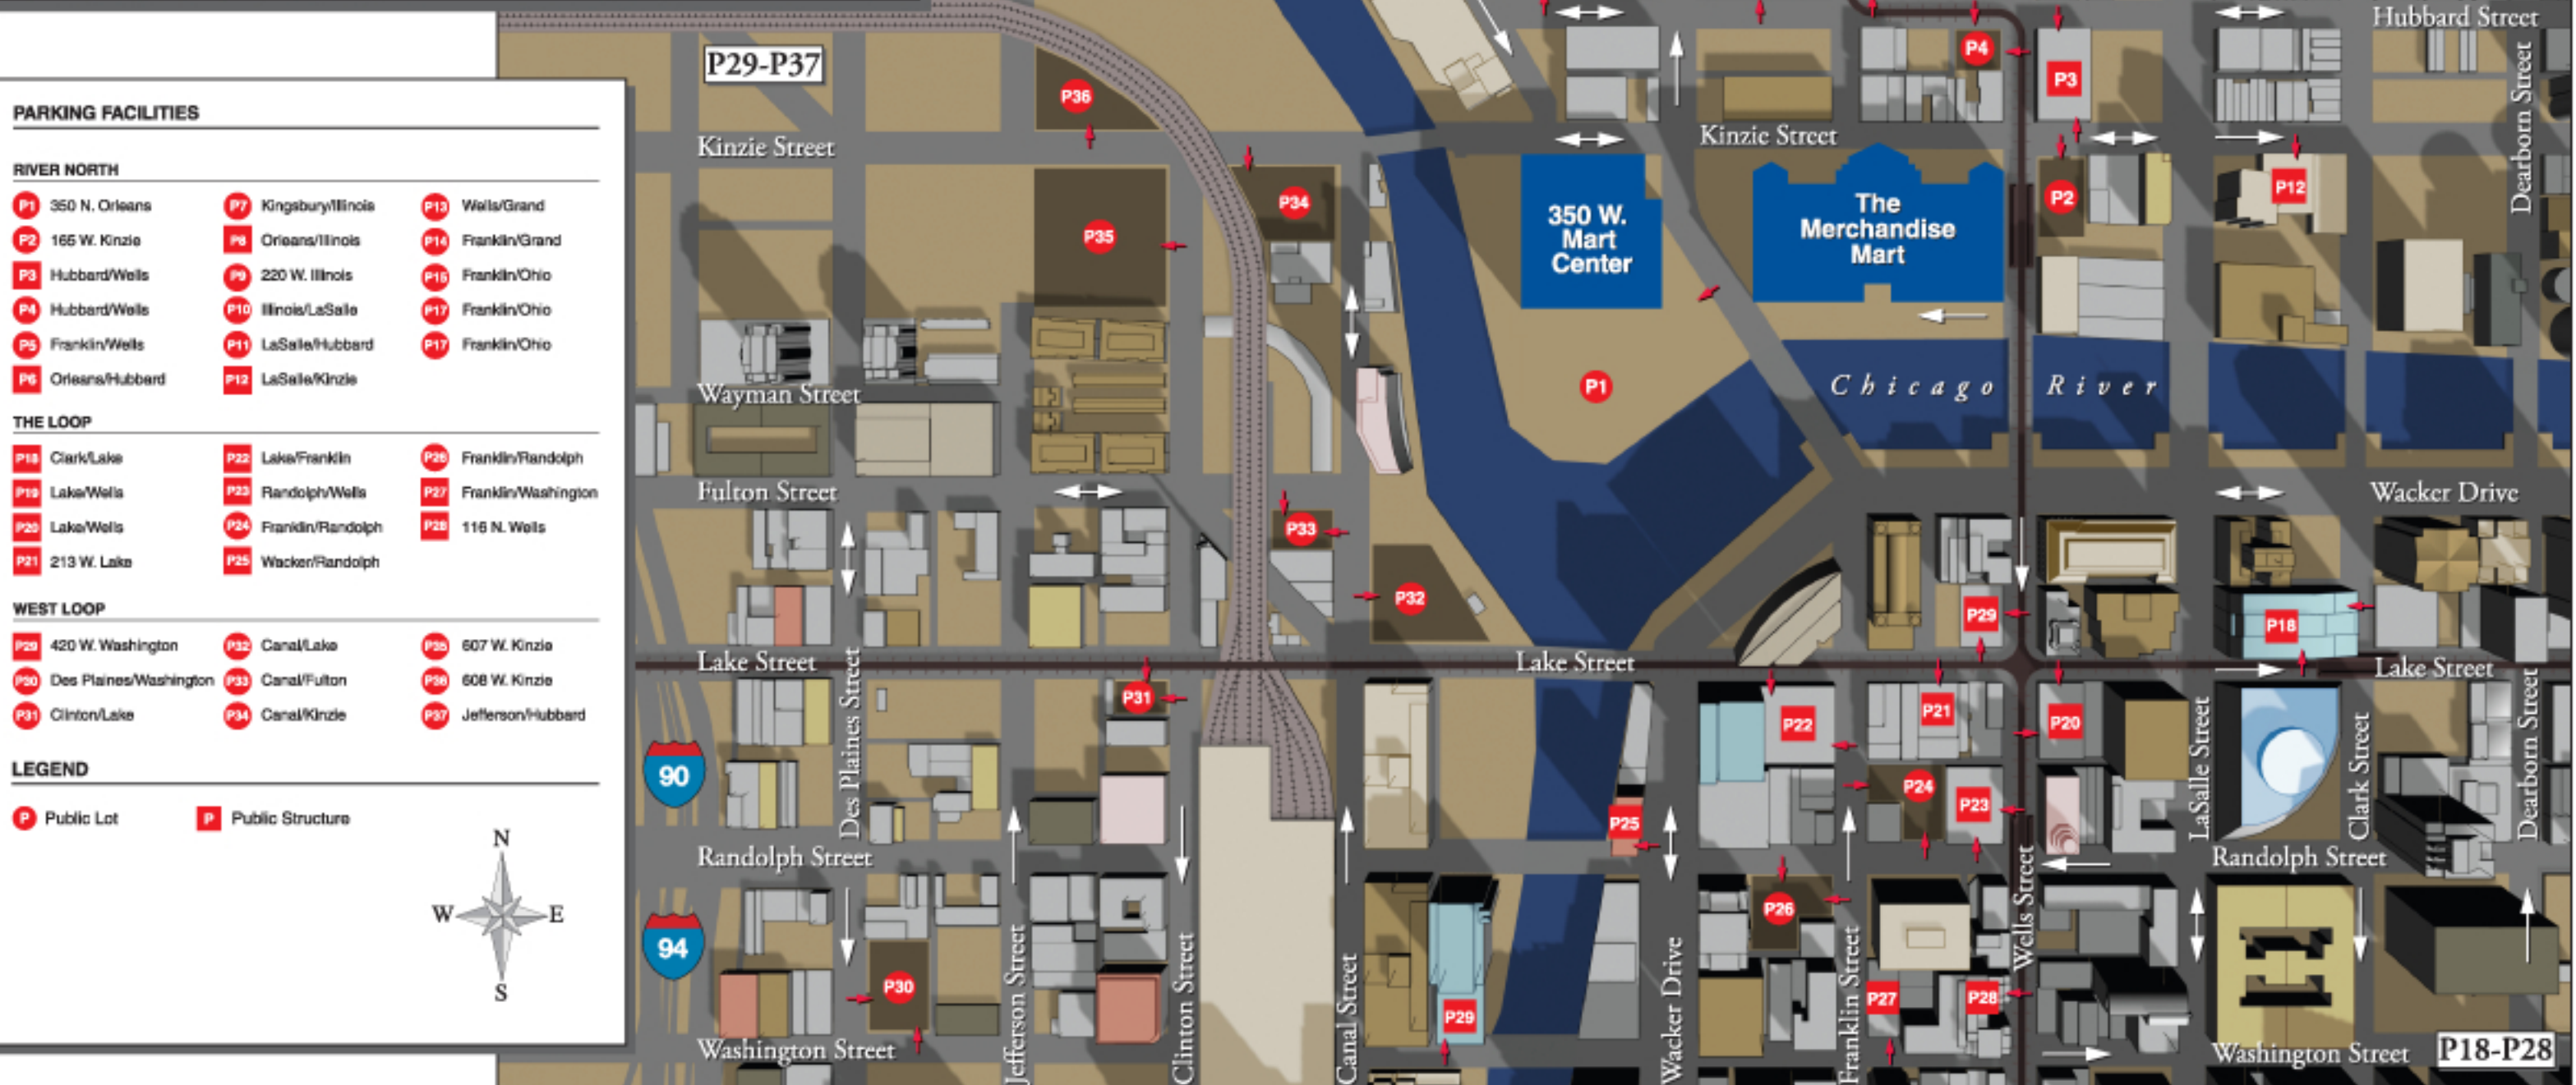 PARKING FACILITIES
RIVER NORTH
P1 350 N. Orleans
P2 165 W. Kinzie
P3 Hubbard/Wells
P4 Hubbard/Wells
P5 Franklin/Wells
P6 Orleans/Hubbard
P7 Kingsbury/Illinois
P8 Orleans/Illinois
P9 220 W. Illinois
P10 Illinois/LaSalle
P11 LaSalle/Hubbard
P12 LaSalle/Kinzie
P13 Wells/Grand
P14 Franklin/Grand
P15 Franklin/Ohio
P17 Franklin/Ohio
P17 Franklin/Ohio
THE LOOP
P18 Clark/Lake
P19 Lake/Wells
P20 Lake/Wells
P21 213 W. Lake
P22 Lake/Franklin
P23 Randolph/Wells
P24 Franklin/Randolph
P25 Wacker/Randolph
P26 Franklin/Randolph
P27 Franklin/Washington
P28 116 N. Wells
WEST LOOP
P29 420 W. Washington
P30 Des Plaines/Washington
P31 Clinton/Lake
P32 Canal/Lake
P33 Canal/Fulton
P34 Canal/Kinzie
P35 607 W. Kinzie
P36 608 W. Kinzie
P37 Jefferson/Hubbard
LEGEND
P Public Lot
P Public Structure
N
W E
S
P29-P37
Hubbard Street
P36
P4
P3
Kinzie Street
Kinzie Street
Dearborn Street
P34
P35
350 W.
Mart
Center
The
Merchandise
Mart
P2
P12
P1
Chicago River
Wayman Street
Fulton Street
Wacker Drive
P33
P32
P29
P18
Lake Street
Lake Street
Lake Street
P31
P22
P21
P20
90
Des Plaines Street
LaSalle Street
Clark Street
Dearborn Street
P25
P24
P23
Randolph Street
Randolph Street
94
P26
Wells Street
P30
P29
P27
P28
Jefferson Street
Clinton Street
Canal Street
Wacker Drive
Franklin Street
Washington Street
Washington Street
P18-P28